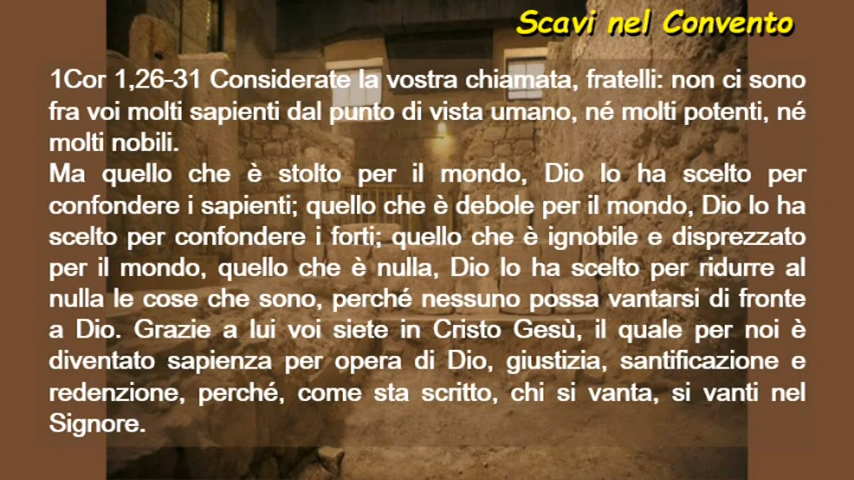 Scavi nel Convento
1Cor 1,26-31 Considerate la vostra chiamata, fratelli: non ci sono
fra voi molti sapienti dal punto di vista umano, né molti potenti, né
molti nobili.
Ma quello che è stolto per il mondo, Dio lo ha scelto per
confondere i sapienti; quello che è debole per il mondo, Dio lo ha
scelto per confondere i forti; quello che è ignobile e disprezzato
per il mondo, quello che è nulla, Dio lo ha scelto per ridurre al
nulla le cose che sono, perché nessuno possa vantarsi di fronte
a Dio. Grazie a lui voi siete in Cristo Gesù, il quale per noi è
diventato sapienza per opera di Dio, giustizia, santificazione e
redenzione, perché, come sta scritto, chi si vanta, si vanti nel
Signore.